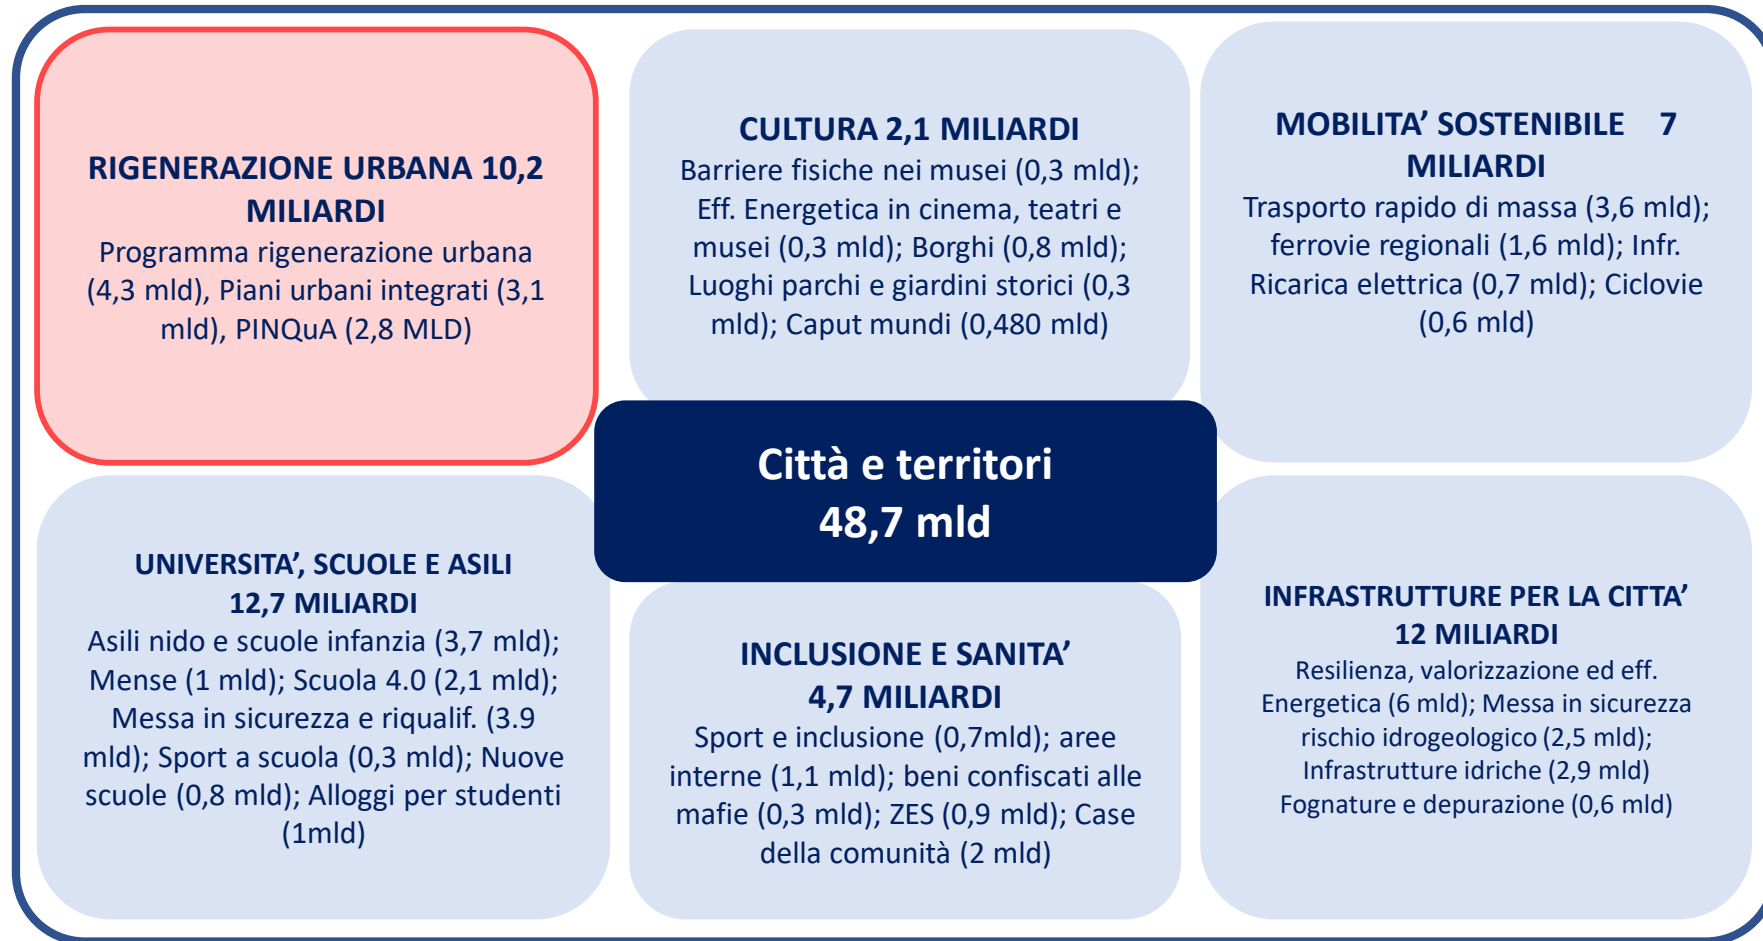 RIGENERAZIONE URBANA 10,2
MILIARDI
Programma rigenerazione urbana
(4,3 mld), Piani urbani integrati (3,1
mld), PINQuA (2,8 MLD)
CULTURA 2,1 MILIARDI
Barriere fisiche nei musei (0,3 mld);
Eff. Energetica in cinema, teatri e
musei (0,3 mld); Borghi (0,8 mld);
Luoghi parchi e giardini storici (0,3
mld); Caput mundi (0,480 mld)
MOBILITA’ SOSTENIBILE 7
MILIARDI
Trasporto rapido di massa (3,6 mld);
ferrovie regionali (1,6 mld); Infr.
Ricarica elettrica (0,7 mld); Ciclovie
(0,6 mld)
Città e territori
48,7 mld
UNIVERSITA’, SCUOLE E ASILI
12,7 MILIARDI
Asili nido e scuole infanzia (3,7 mld);
Mense (1 mld); Scuola 4.0 (2,1 mld);
Messa in sicurezza e riqualif. (3.9
mld); Sport a scuola (0,3 mld); Nuove
scuole (0,8 mld); Alloggi per studenti
(1mld)
INCLUSIONE E SANITA’
4,7 MILIARDI
Sport e inclusione (0,7mld); aree
interne (1,1 mld); beni confiscati alle
mafie (0,3 mld); ZES (0,9 mld); Case
della comunità (2 mld)
INFRASTRUTTURE PER LA CITTA’
12 MILIARDI
Resilienza, valorizzazione ed eff.
Energetica (6 mld); Messa in sicurezza
rischio idrogeologico (2,5 mld);
Infrastrutture idriche (2,9 mld)
Fognature e depurazione (0,6 mld)